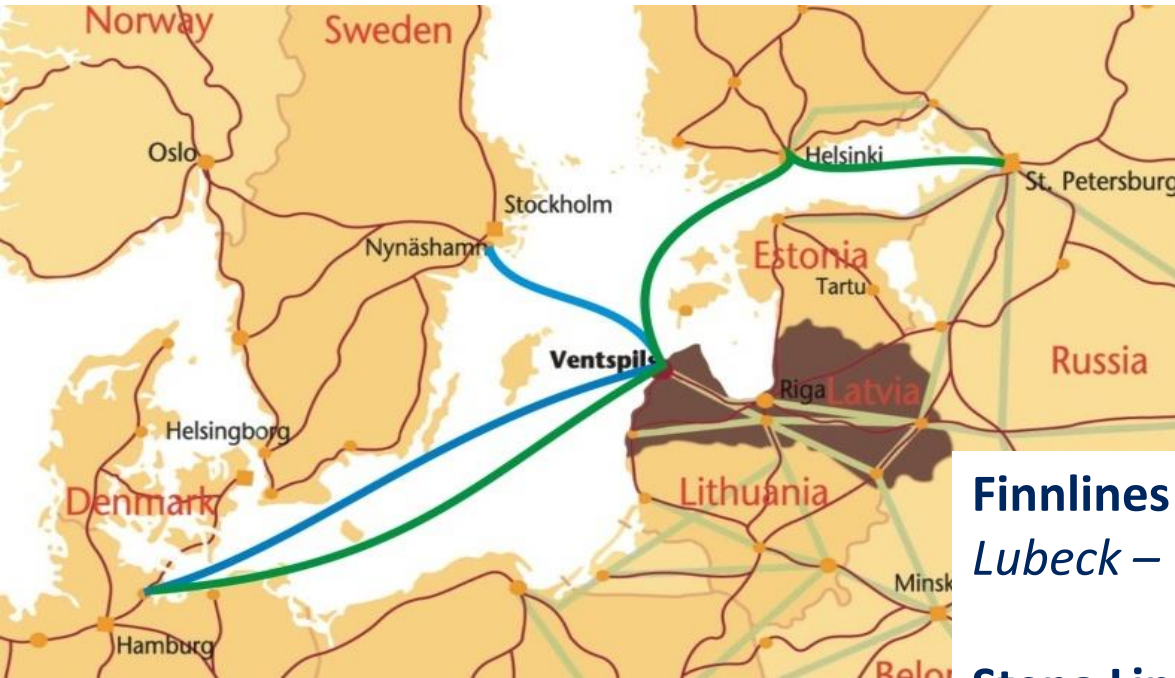 Norway
Sweden
Oslo
Helsinki
Stockholm
St. Petersburg
Nynäshamn
Estonia
Tartu
Ventspils
Russia
Riga
Latvia
Helsingborg
Denmark
Lithuania
Finnlines
Lubeck –
Minsk
Hamburg